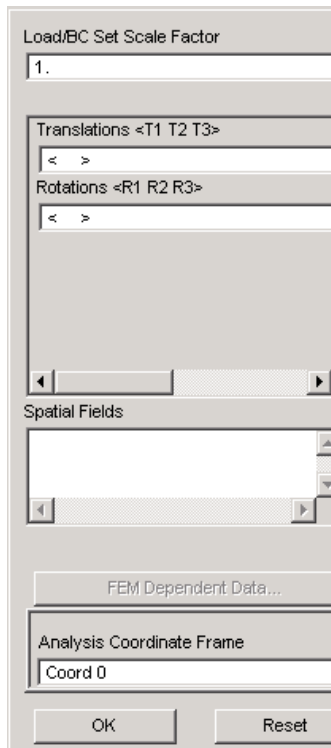 Load/BC Set Scale Factor
1.
Translations <T1 T2 T3>
< >
Rotations <R1 R2 R3>
< >
Spatial Fields
FEM Dependent Data...
Analysis Coordinate Frame
Coord 0
OK Reset